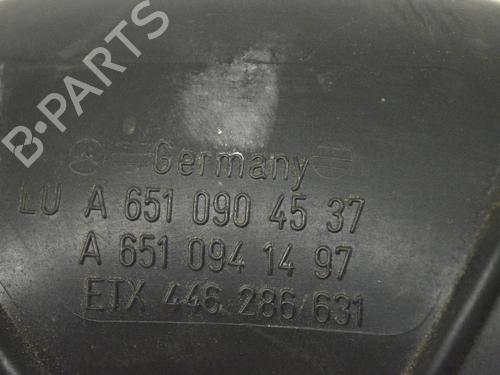 B-PARTS
Germany
LU A 651 090 45 37
A 651 094 14 97
ETX 446 286/631